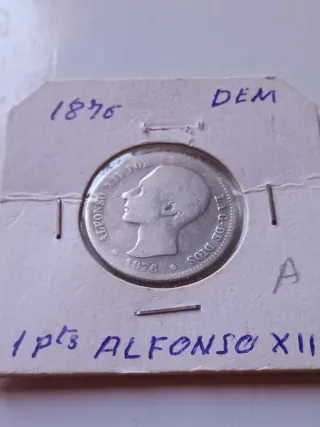 1876 DEM
ALFONSO XII POR LA G. DE DIOS
* 1876 *
A
1 Pts ALFONSO XII